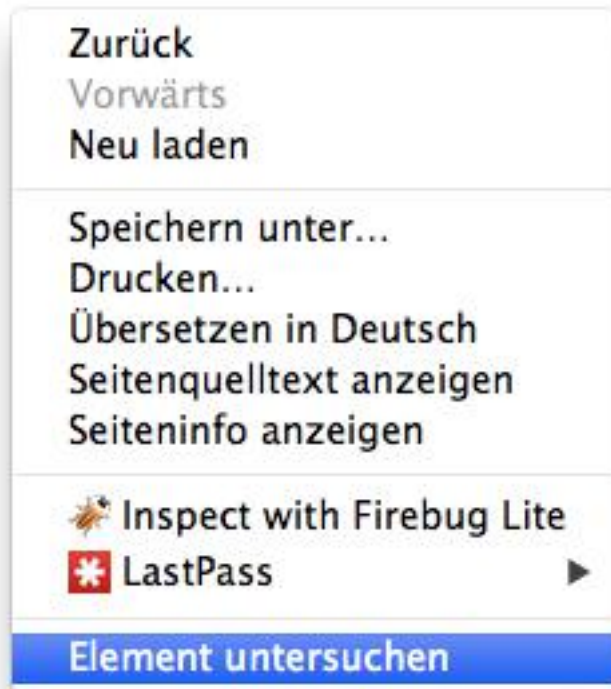 Zurück
Vorwärts
Neu laden
Speichern unter...
Drucken...
Übersetzen in Deutsch
Seitenquelltext anzeigen
Seiteninfo anzeigen
Inspect with Firebug Lite
LastPass
Element untersuchen